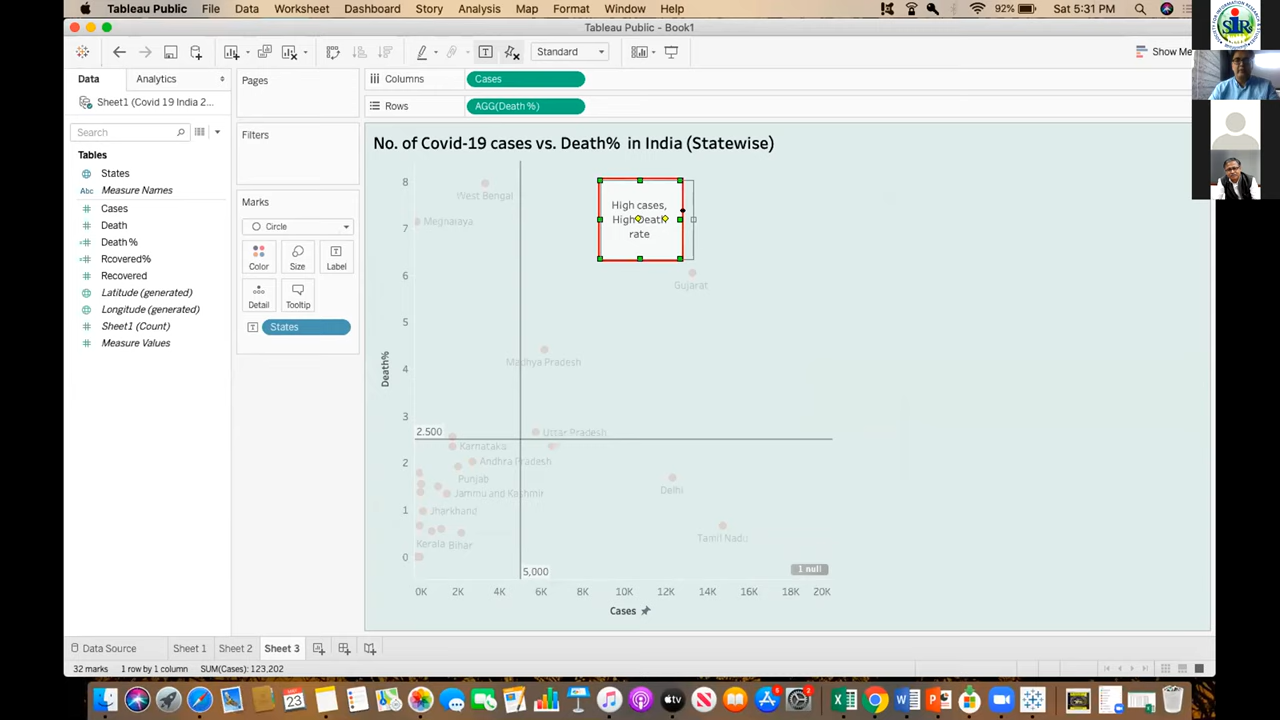 Tableau Public File Data Worksheet Dashboard Story Analysis Map Format Window Help 92% Sat 5:31 PM
Tableau Public - Book1
Standard Show Me
Data Analytics Pages Columns Cases
Sheet1 (Covid 19 India 2... Rows AGG(Death %)
Search
Tables
States
Abc Measure Names
Cases
Death
Death %
Rcovered%
Recovered
Latitude (generated)
Longitude (generated)
Sheet1 (Count)
Measure Values
Filters
Marks
Circle
Color Size Label
Detail Tooltip
States
No. of Covid-19 cases vs. Death% in India (Statewise)
8
West Bengal
High cases,
High Death
rate
7
Meghalaya
6
Gujarat
5
4
Madhya Pradesh
Death%
3
2.500
Uttar Pradesh
Karnataka
2
Andhra Pradesh
Punjab
Delhi
Jammu and Kashmir
1
Jharkhand
Tamil Nadu
Kerala Bihar
0
5,000
1 null
0K 2K 4K 6K 8K 10K 12K 14K 16K 18K 20K
Cases
Data Source Sheet 1 Sheet 2 Sheet 3
32 marks 1 row by 1 column SUM(Cases): 123,202